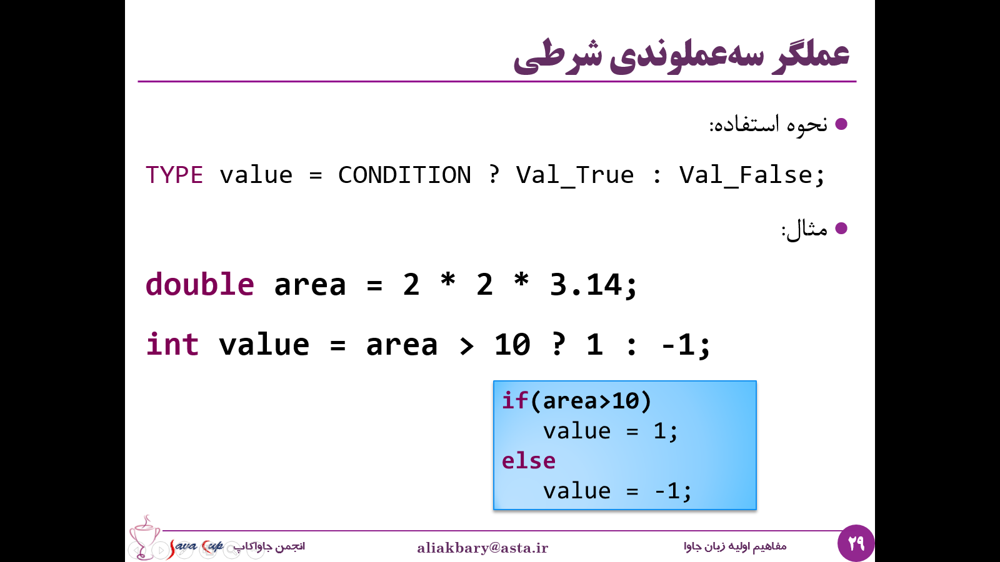 عملگر سه‌عملوندی شرطی
نحوه استفاده:
TYPE value = CONDITION ? Val_True : Val_False;
مثال:
double area = 2 * 2 * 3.14;
int value = area > 10 ? 1 : -1;
if(area>10)
value = 1;
else
value = -1;
۲۹
مفاهیم اولیه زبان جاوا
aliakbary@asta.ir
انجمن جاواکاپ
Java Cup